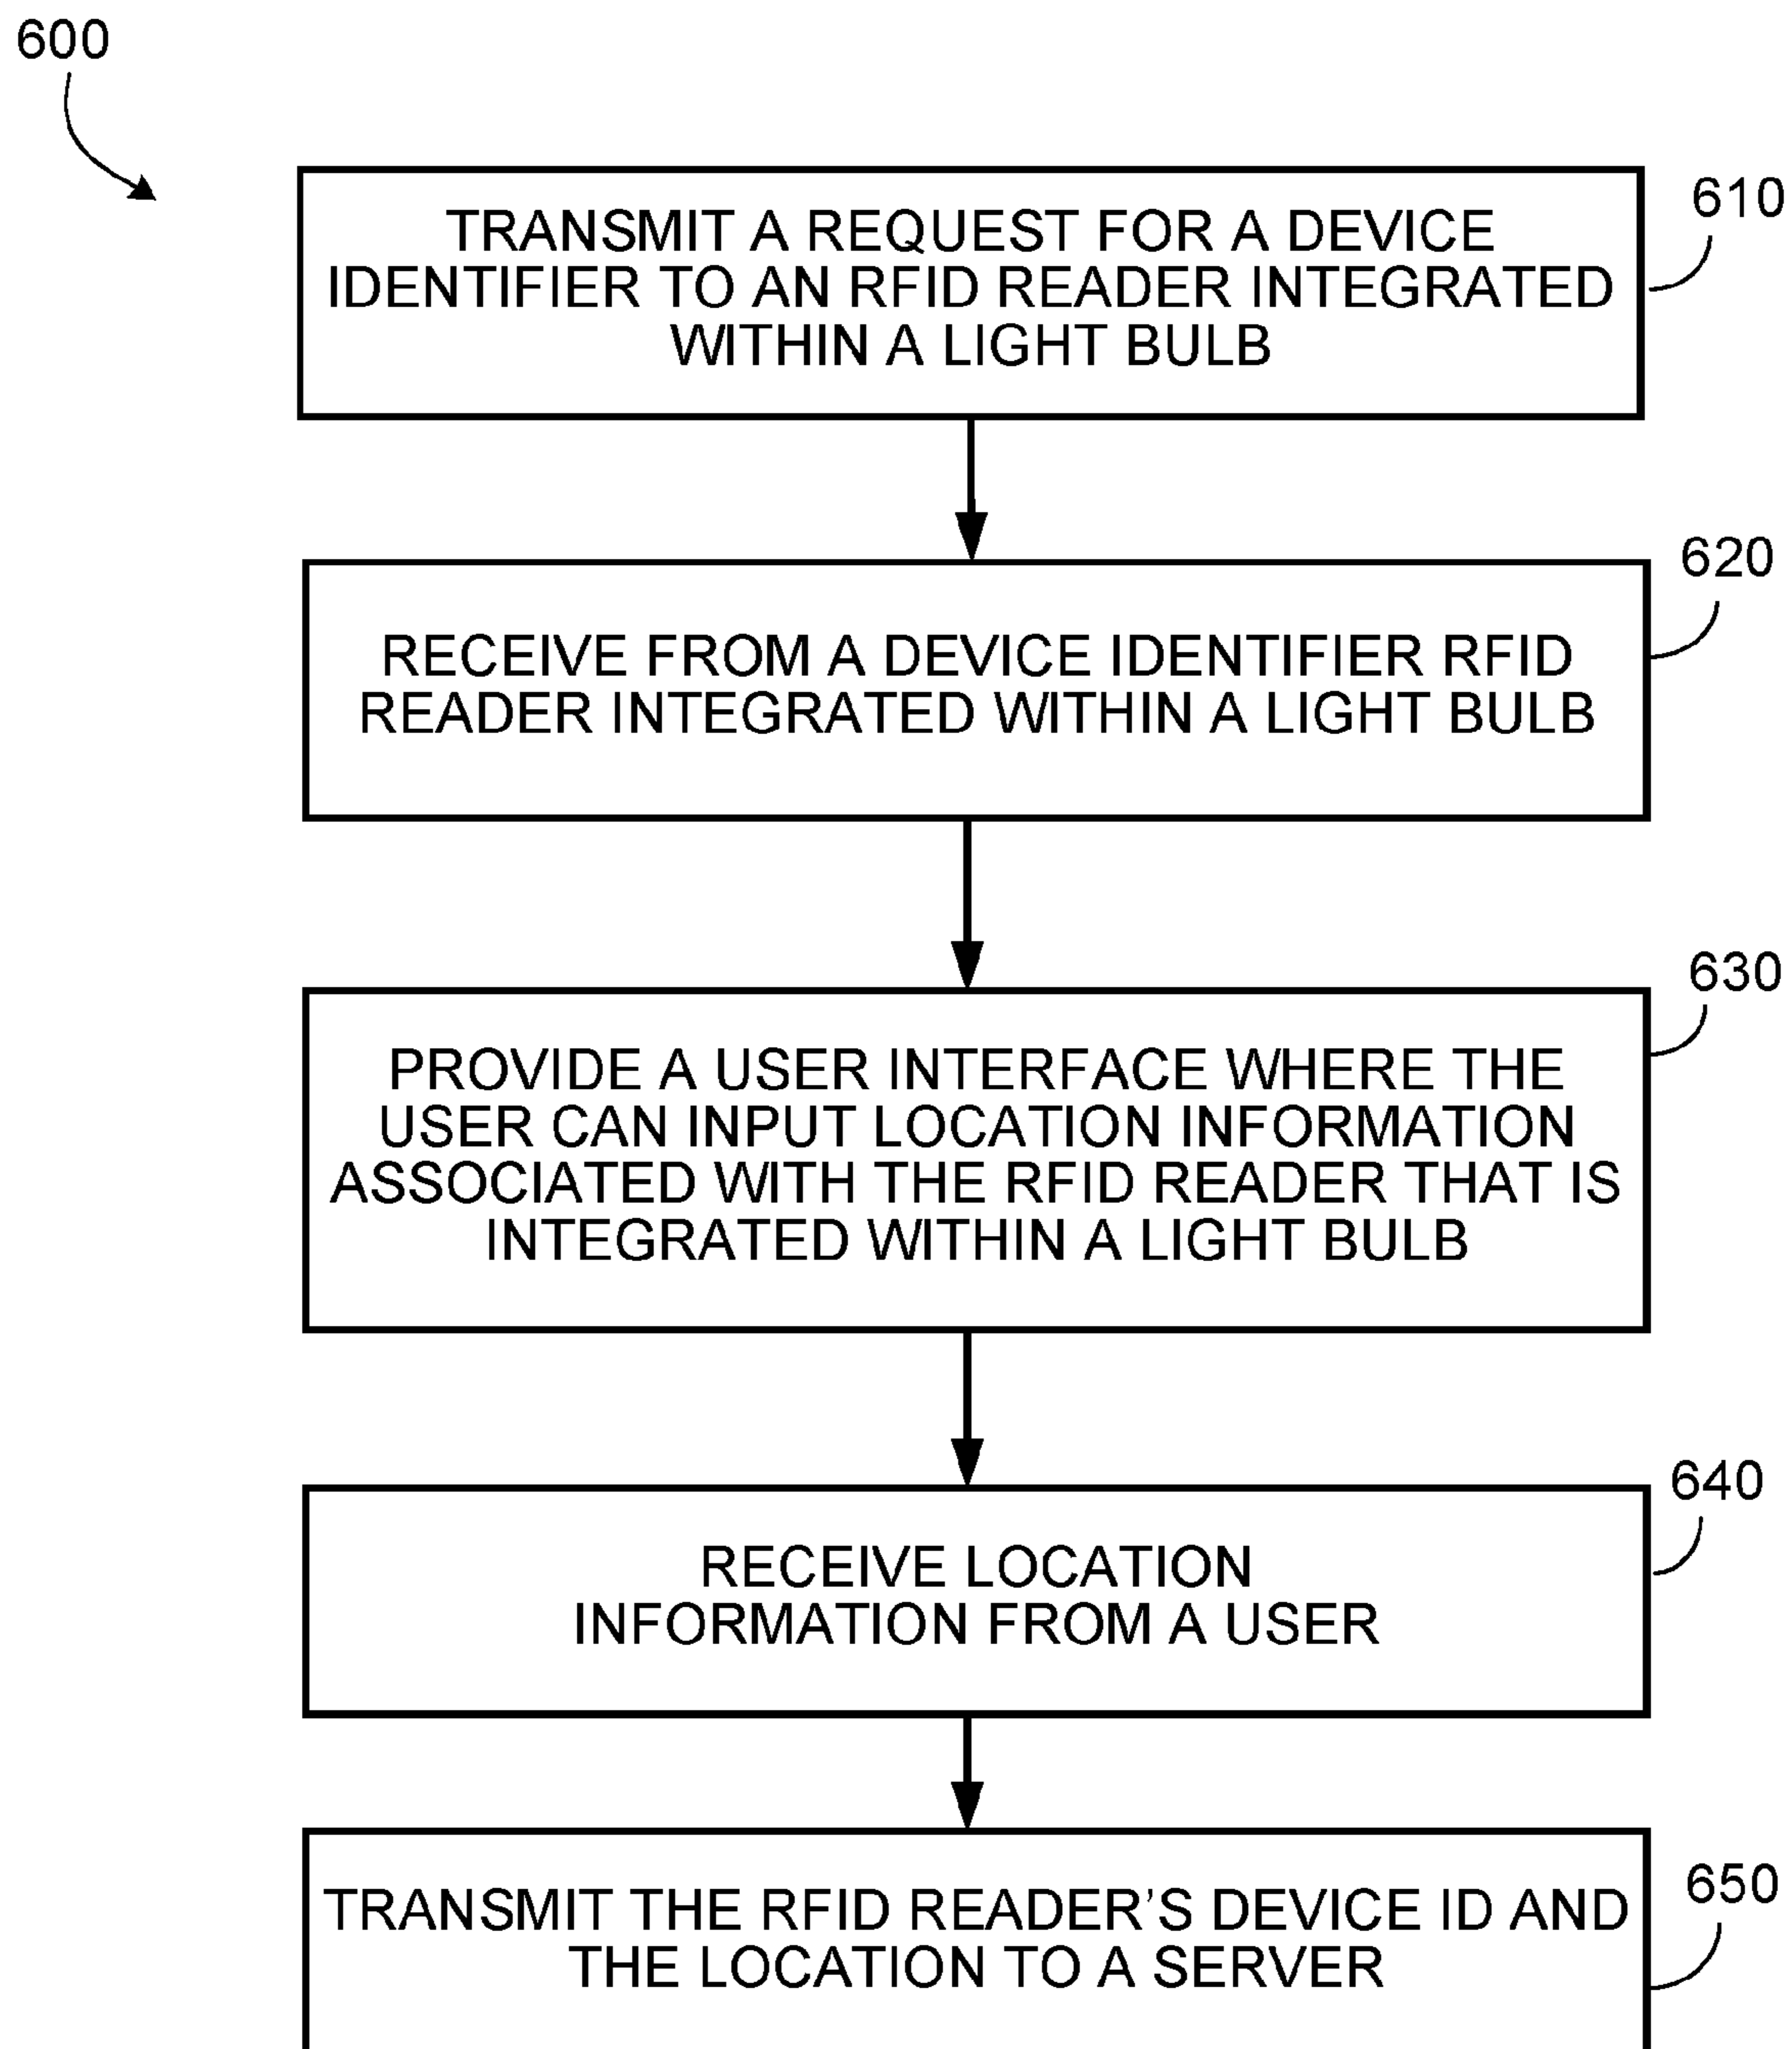 600
610
TRANSMIT A REQUEST FOR A DEVICE
IDENTIFIER TO AN RFID READER INTEGRATED
WITHIN A LIGHT BULB
620
RECEIVE FROM A DEVICE IDENTIFIER RFID
READER INTEGRATED WITHIN A LIGHT BULB
630
PROVIDE A USER INTERFACE WHERE THE
USER CAN INPUT LOCATION INFORMATION
ASSOCIATED WITH THE RFID READER THAT IS
INTEGRATED WITHIN A LIGHT BULB
640
RECEIVE LOCATION
INFORMATION FROM A USER
650
TRANSMIT THE RFID READER’S DEVICE ID AND
THE LOCATION TO A SERVER